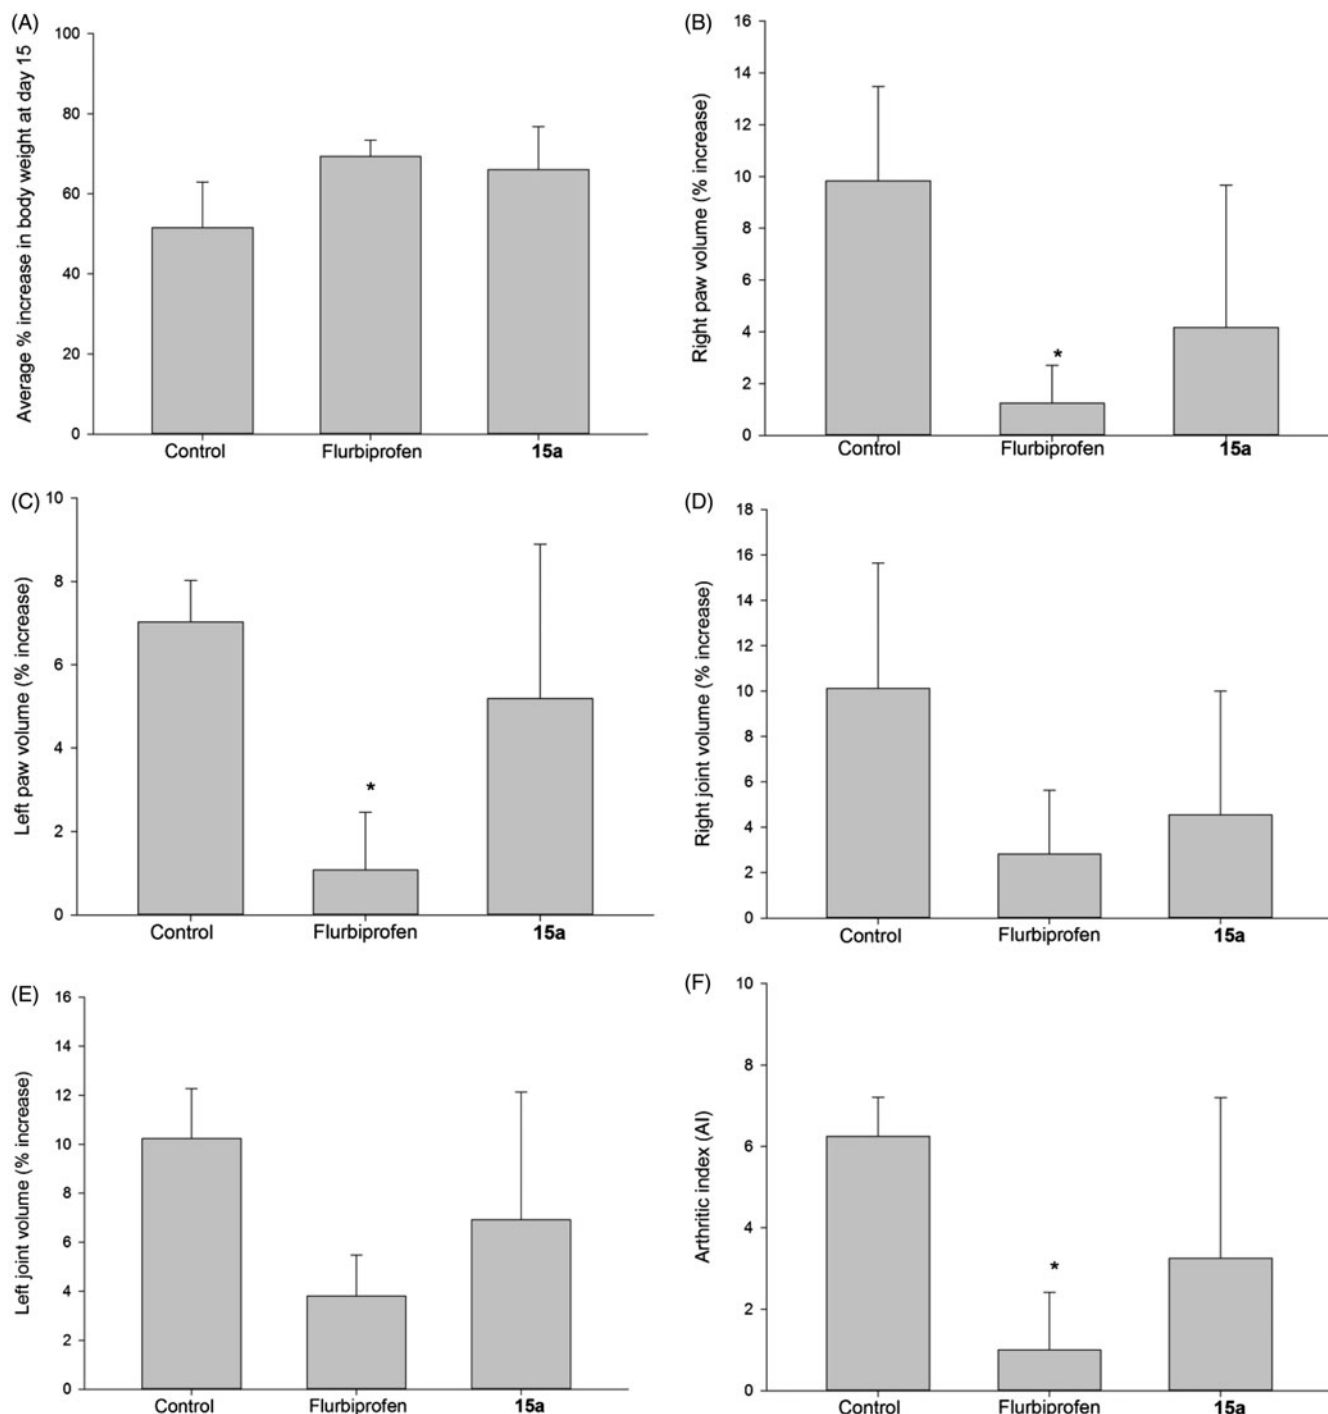 (A)
Average % increase in body weight at day 15
100
80
60
40
20
0
Control
Flurbiprofen
15a
(B)
Right paw volume (% increase)
16
14
12
10
8
6
4
2
0
*
Control
Flurbiprofen
15a
(C)
Left paw volume (% increase)
10
8
6
4
2
0
*
Control
Flurbiprofen
15a
(D)
Right joint volume (% increase)
18
16
14
12
10
8
6
4
2
0
Control
Flurbiprofen
15a
(E)
Left joint volume (% increase)
16
14
12
10
8
6
4
2
0
Control
Flurbiprofen
15a
(F)
Arthritic index (AI)
10
8
6
4
2
0
*
Control
Flurbiprofen
15a